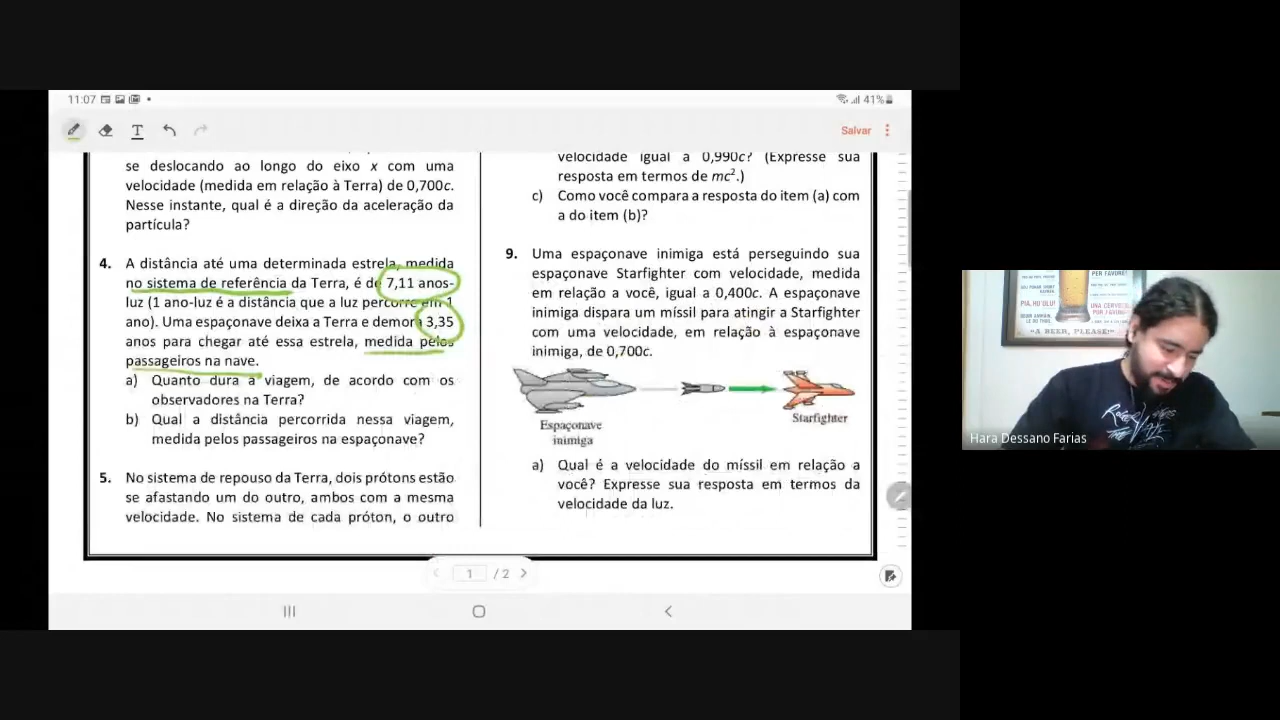 11:07
41%
Salvar
se deslocando ao longo do eixo x com uma
velocidade (medida em relação à Terra) de 0,700c.
Nesse instante, qual é a direção da aceleração da
partícula?
4. A distância até uma determinada estrela, medida
no sistema de referência da Terra, é de 7,11 anos-
luz (1 ano-luz é a distância que a luz percorre em 1
ano). Uma espaçonave deixa a Terra e demora 3,35
anos para chegar até essa estrela, medida pelos
passageiros na nave.
a) Quanto dura a viagem, de acordo com os
observadores na Terra?
b) Qual a distância percorrida nessa viagem,
medida pelos passageiros na espaçonave?
5. No sistema de repouso da Terra, dois prótons estão
se afastando um do outro, ambos com a mesma
velocidade. No sistema de cada próton, o outro
velocidade igual a 0,990c? (Expresse sua
resposta em termos de mc².)
c) Como você compara a resposta do item (a) com
a do item (b)?
9. Uma espaçonave inimiga está perseguindo sua
espaçonave Starfighter com velocidade, medida
em relação a você, igual a 0,400c. A espaçonave
inimiga dispara um míssil para atingir a Starfighter
com uma velocidade, em relação à espaçonave
inimiga, de 0,700c.
Espaçonave
inimiga
Starfighter
a) Qual é a velocidade do míssil em relação a
você? Expresse sua resposta em termos da
velocidade da luz.
1 / 2
"A BEER, PLEASE!"
Hara Dessano Farias